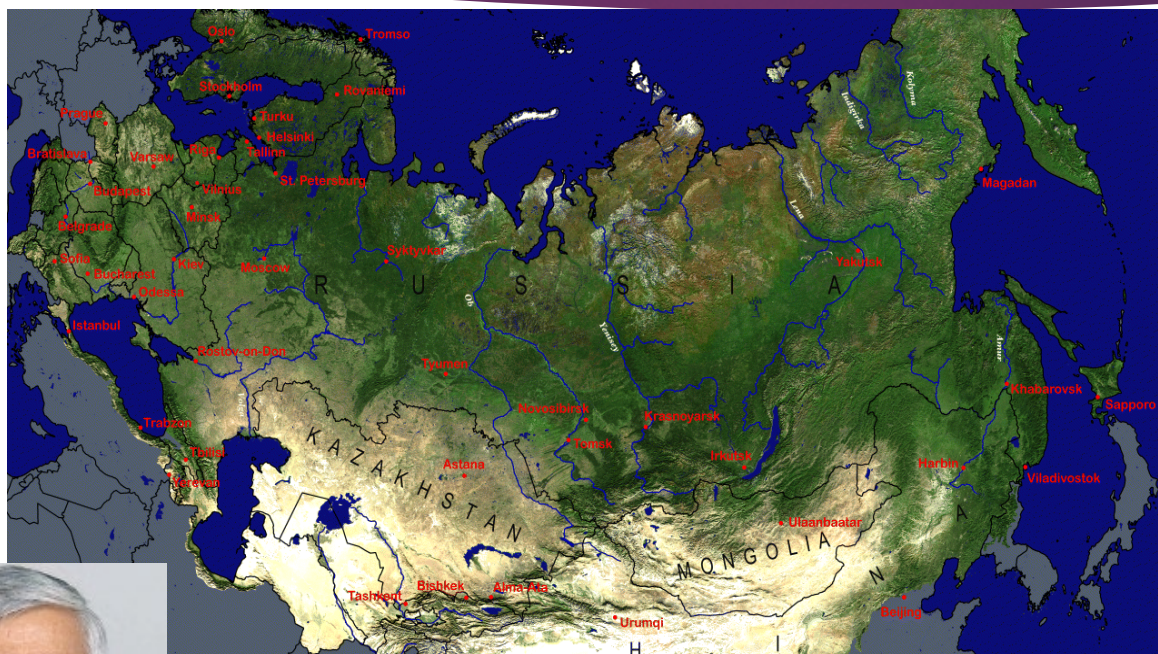 Oslo
Tromso
Stockholm
Rovaniemi
Kolyma
Indigirka
Prague
Turku
Helsinki
Tallinn
Riga
Bratislava
Varsaw
St. Petersburg
Magadan
Budapest
Vilnius
Minsk
Lena
Belgrade
Sofia
Bucharest
Kiev
Moscow
Syktyvkar
Yakutsk
RUSSIA
Odessa
Ob
Istanbul
Yenisey
Amur
Rostov-on-Don
Tyumen
Khabarovsk
Sapporo
Novosibirsk
Krasnoyarsk
Trabzon
Tomsk
Tbilisi
KAZAKHSTAN
Astana
Irkutsk
Harbin
Viladivostok
Yerevan
Ulaanbaatar
MONGOLIA
Bishkek
Alma-Ata
Tashkent
Beijing
Urumqi
H I N A